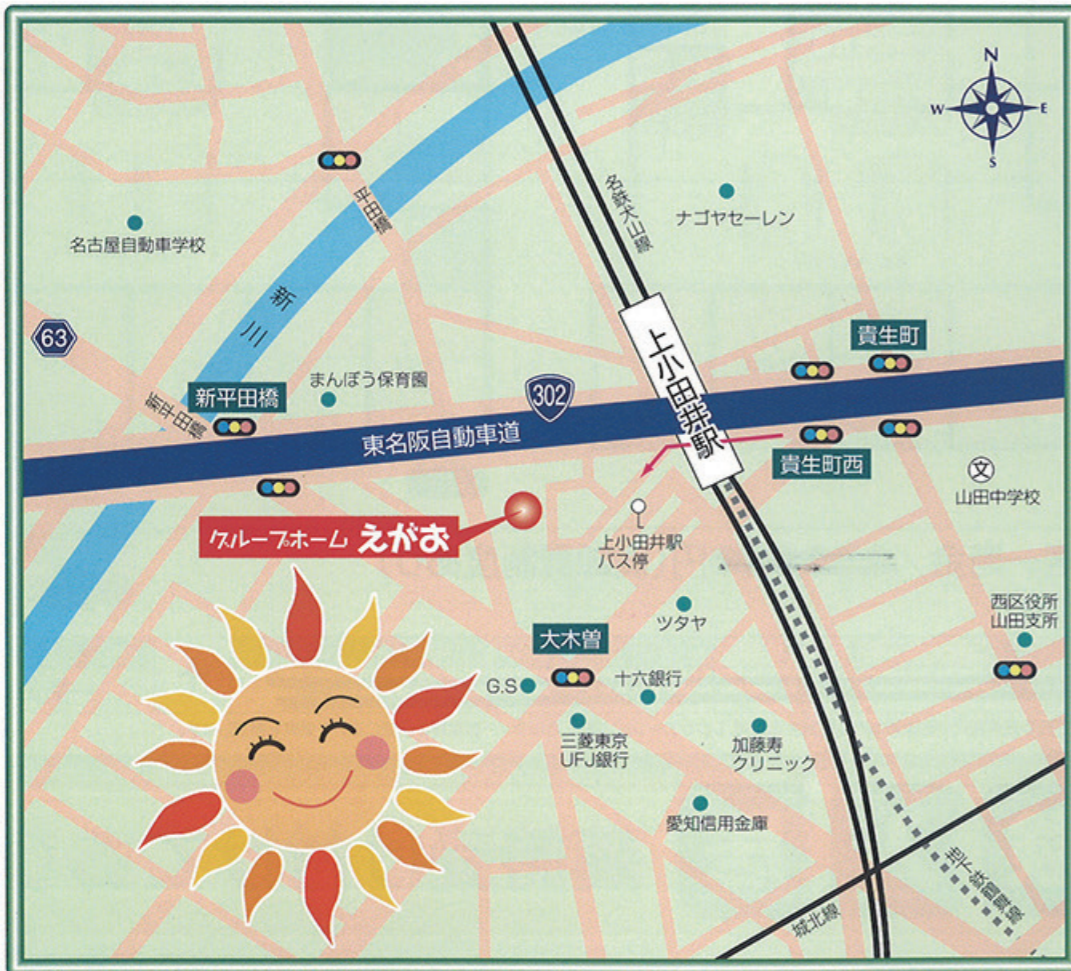 N
W
E
S
名鉄犬山線
ナゴヤセーレン
平田橋
名古屋自動車学校
新川
63
貴生町
上小田井駅
まんぼう保育園
302
新平田橋
新平田橋
東名阪自動車道
貴生町西
文
山田中学校
グループホーム えがお
上小田井駅
バス停
西区役所
山田支所
ツタヤ
大木曽
G.S
十六銀行
三菱東京
UFJ銀行
加藤寿
クリニック
愛知信用金庫
地下鉄鶴舞線
城北線